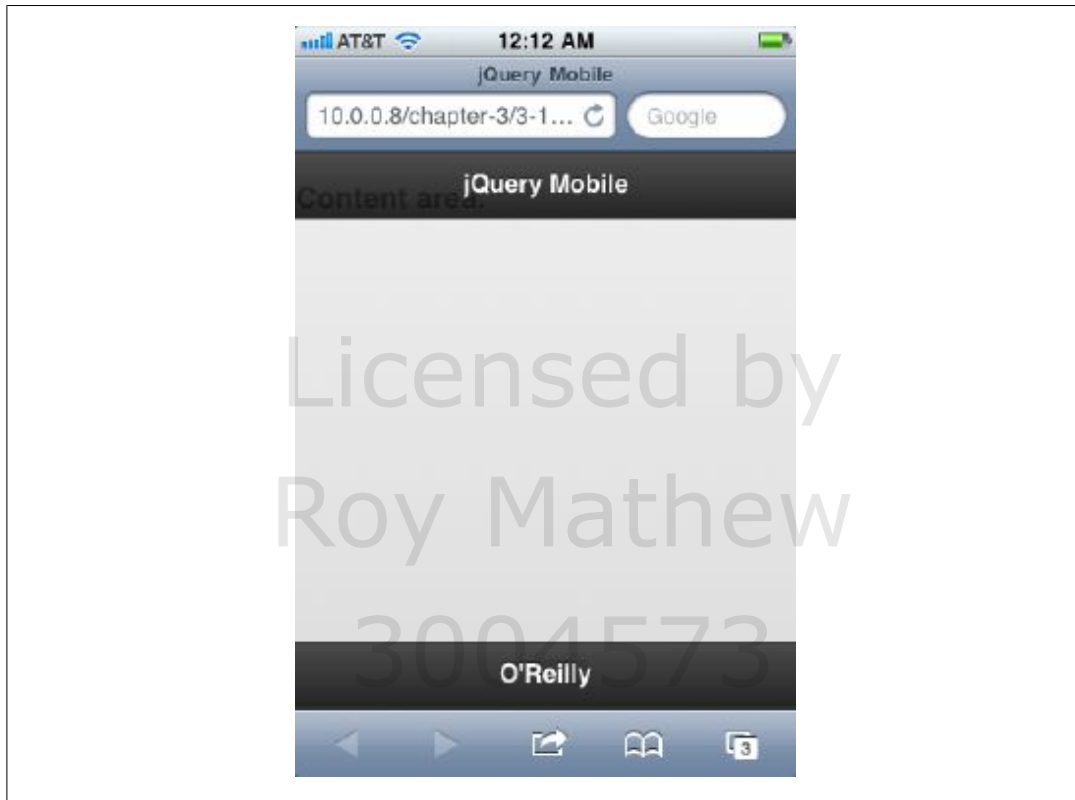 AT&T 12:12 AM
jQuery Mobile
10.0.0.8/chapter-3/3-1... Google
jQuery Mobile
Content area.
Licensed by
Roy Mathew
3004573
O'Reilly
3